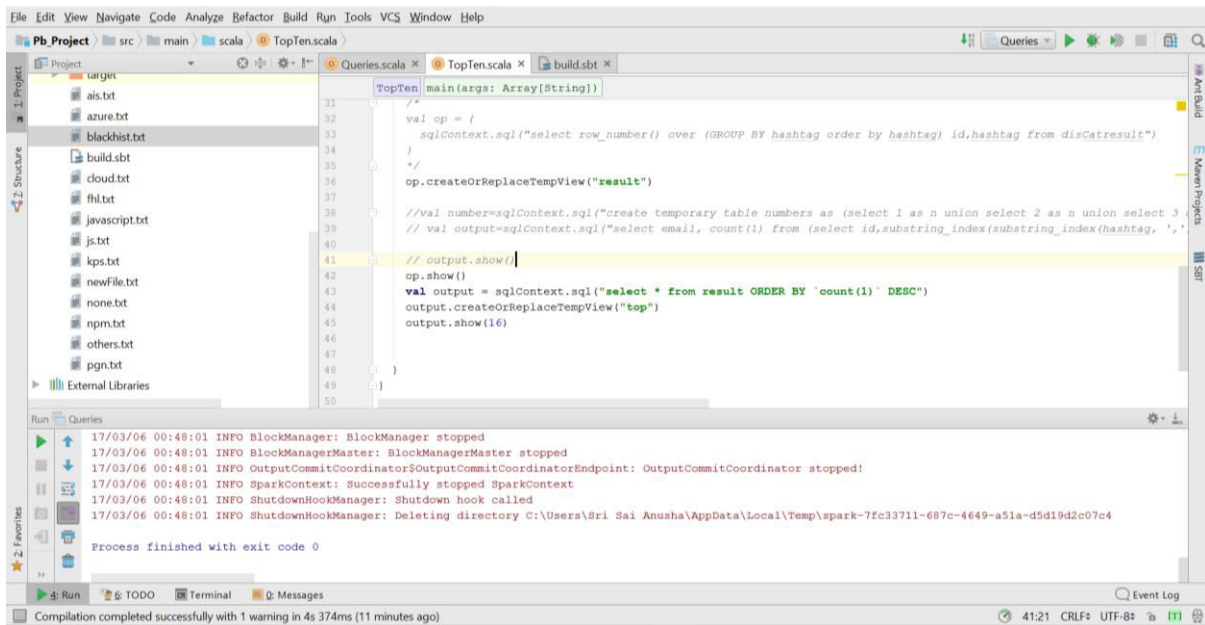 File Edit View Navigate Code Analyze Refactor Build Run Tools VCS Window Help
Pb_Project src main scala TopTen.scala
Queries
Project
Queries.scala × TopTen.scala × build.sbt ×
TopTen main(args: Array[String])
1: Project
7: Structure
2: Favorites
Ant Build
Maven Projects
SBT
target
ais.txt
azure.txt
blackhist.txt
build.sbt
cloud.txt
fhl.txt
javascript.txt
js.txt
kps.txt
newFile.txt
none.txt
npm.txt
others.txt
pgn.txt
External Libraries
31 /*
32 val op = {
33 sqlContext.sql("select row_number() over (GROUP BY hashtag order by hashtag) id,hashtag from disCatresult")
34 }
35 */
36 op.createOrReplaceTempView("result")
37
38 //val number=sqlContext.sql("create temporary table numbers as (select 1 as n union select 2 as n union select 3
39 // val output=sqlContext.sql("select email, count(1) from (select id,substring_index(substring_index(hashtag, ','
40
41 // output.show()
42 op.show()
43 val output = sqlContext.sql("select * from result ORDER BY `count(1)` DESC")
44 output.createOrReplaceTempView("top")
45 output.show(16)
46
47
48 }
49 }
50
Run Queries
17/03/06 00:48:01 INFO BlockManager: BlockManager stopped
17/03/06 00:48:01 INFO BlockManagerMaster: BlockManagerMaster stopped
17/03/06 00:48:01 INFO OutputCommitCoordinator$OutputCommitCoordinatorEndpoint: OutputCommitCoordinator stopped!
17/03/06 00:48:01 INFO SparkContext: Successfully stopped SparkContext
17/03/06 00:48:01 INFO ShutdownHookManager: Shutdown hook called
17/03/06 00:48:01 INFO ShutdownHookManager: Deleting directory C:\Users\Sri Sai Anusha\AppData\Local\Temp\spark-7fc33711-687c-4649-a51a-d5d19d2c07c4
Process finished with exit code 0
4: Run 6: TODO Terminal 0: Messages Event Log
Compilation completed successfully with 1 warning in 4s 374ms (11 minutes ago) 41:21 CRLF UTF-8 [T]